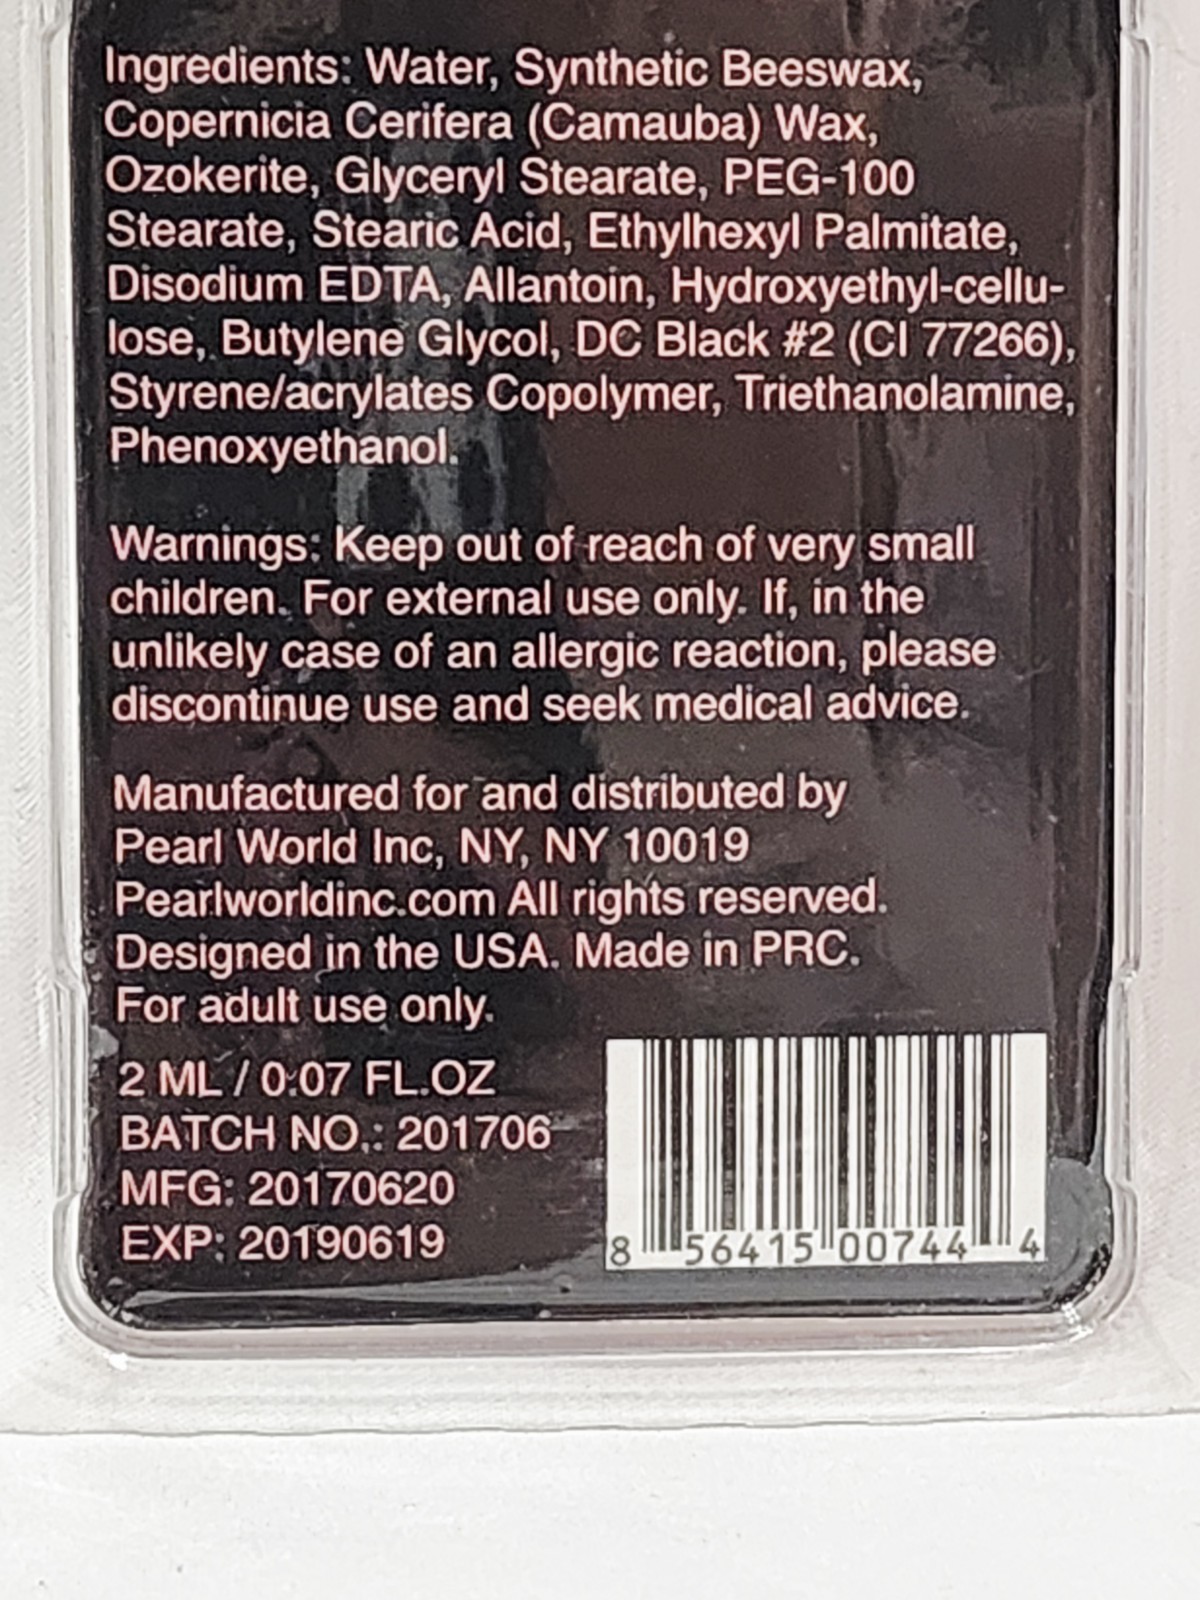 Ingredients: Water, Synthetic Beeswax,
Copernicia Cerifera (Camauba) Wax,
Ozokerite, Glyceryl Stearate, PEG-100
Stearate, Stearic Acid, Ethylhexyl Palmitate,
Disodium EDTA, Allantoin, Hydroxyethyl-cellu-
lose, Butylene Glycol, DC Black #2 (CI 77266),
Styrene/acrylates Copolymer, Triethanolamine,
Phenoxyethanol.
Warnings: Keep out of reach of very small
children. For external use only. If, in the
unlikely case of an allergic reaction, please
discontinue use and seek medical advice.
Manufactured for and distributed by
Pearl World Inc, NY, NY 10019
Pearlworldinc.com All rights reserved.
Designed in the USA. Made in PRC.
For adult use only.
2 ML / 0.07 FL.OZ
BATCH NO.: 201706
MFG: 20170620
EXP: 20190619
8 56415 00744 4